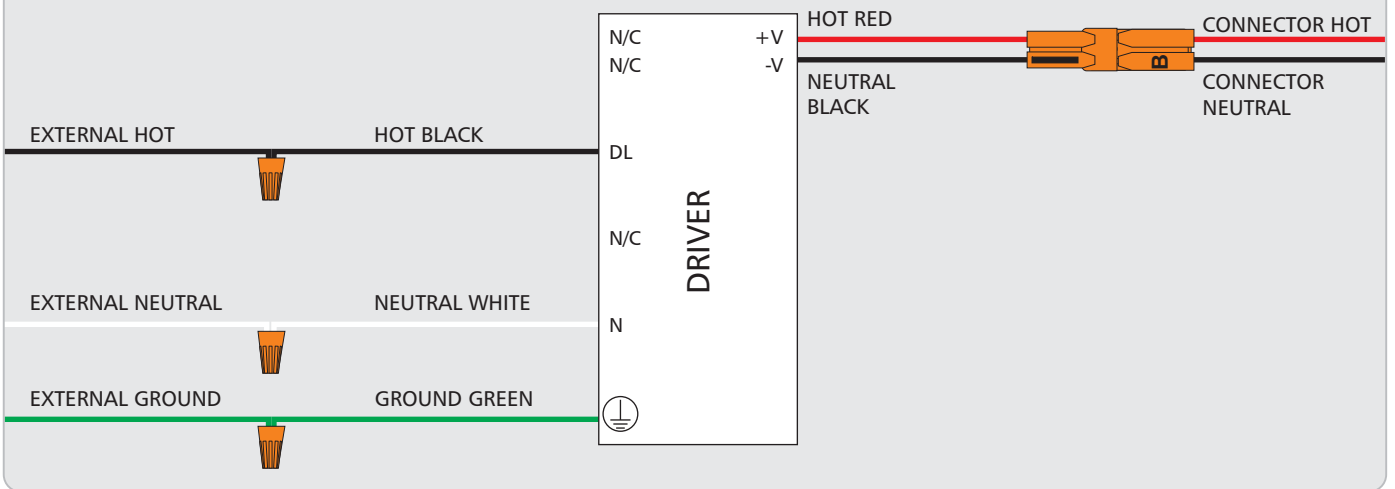 HOT RED
CONNECTOR HOT
N/C +V
N/C -V
NEUTRAL
BLACK
CONNECTOR
NEUTRAL
B
EXTERNAL HOT HOT BLACK
DL
DRIVER
N/C
EXTERNAL NEUTRAL NEUTRAL WHITE
N
EXTERNAL GROUND GROUND GREEN